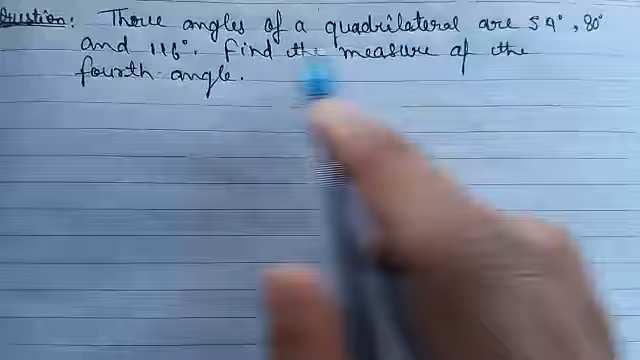 Question: Three angles of a quadrilateral are 54°, 80°
and 116°. Find the measure of the
fourth angle.